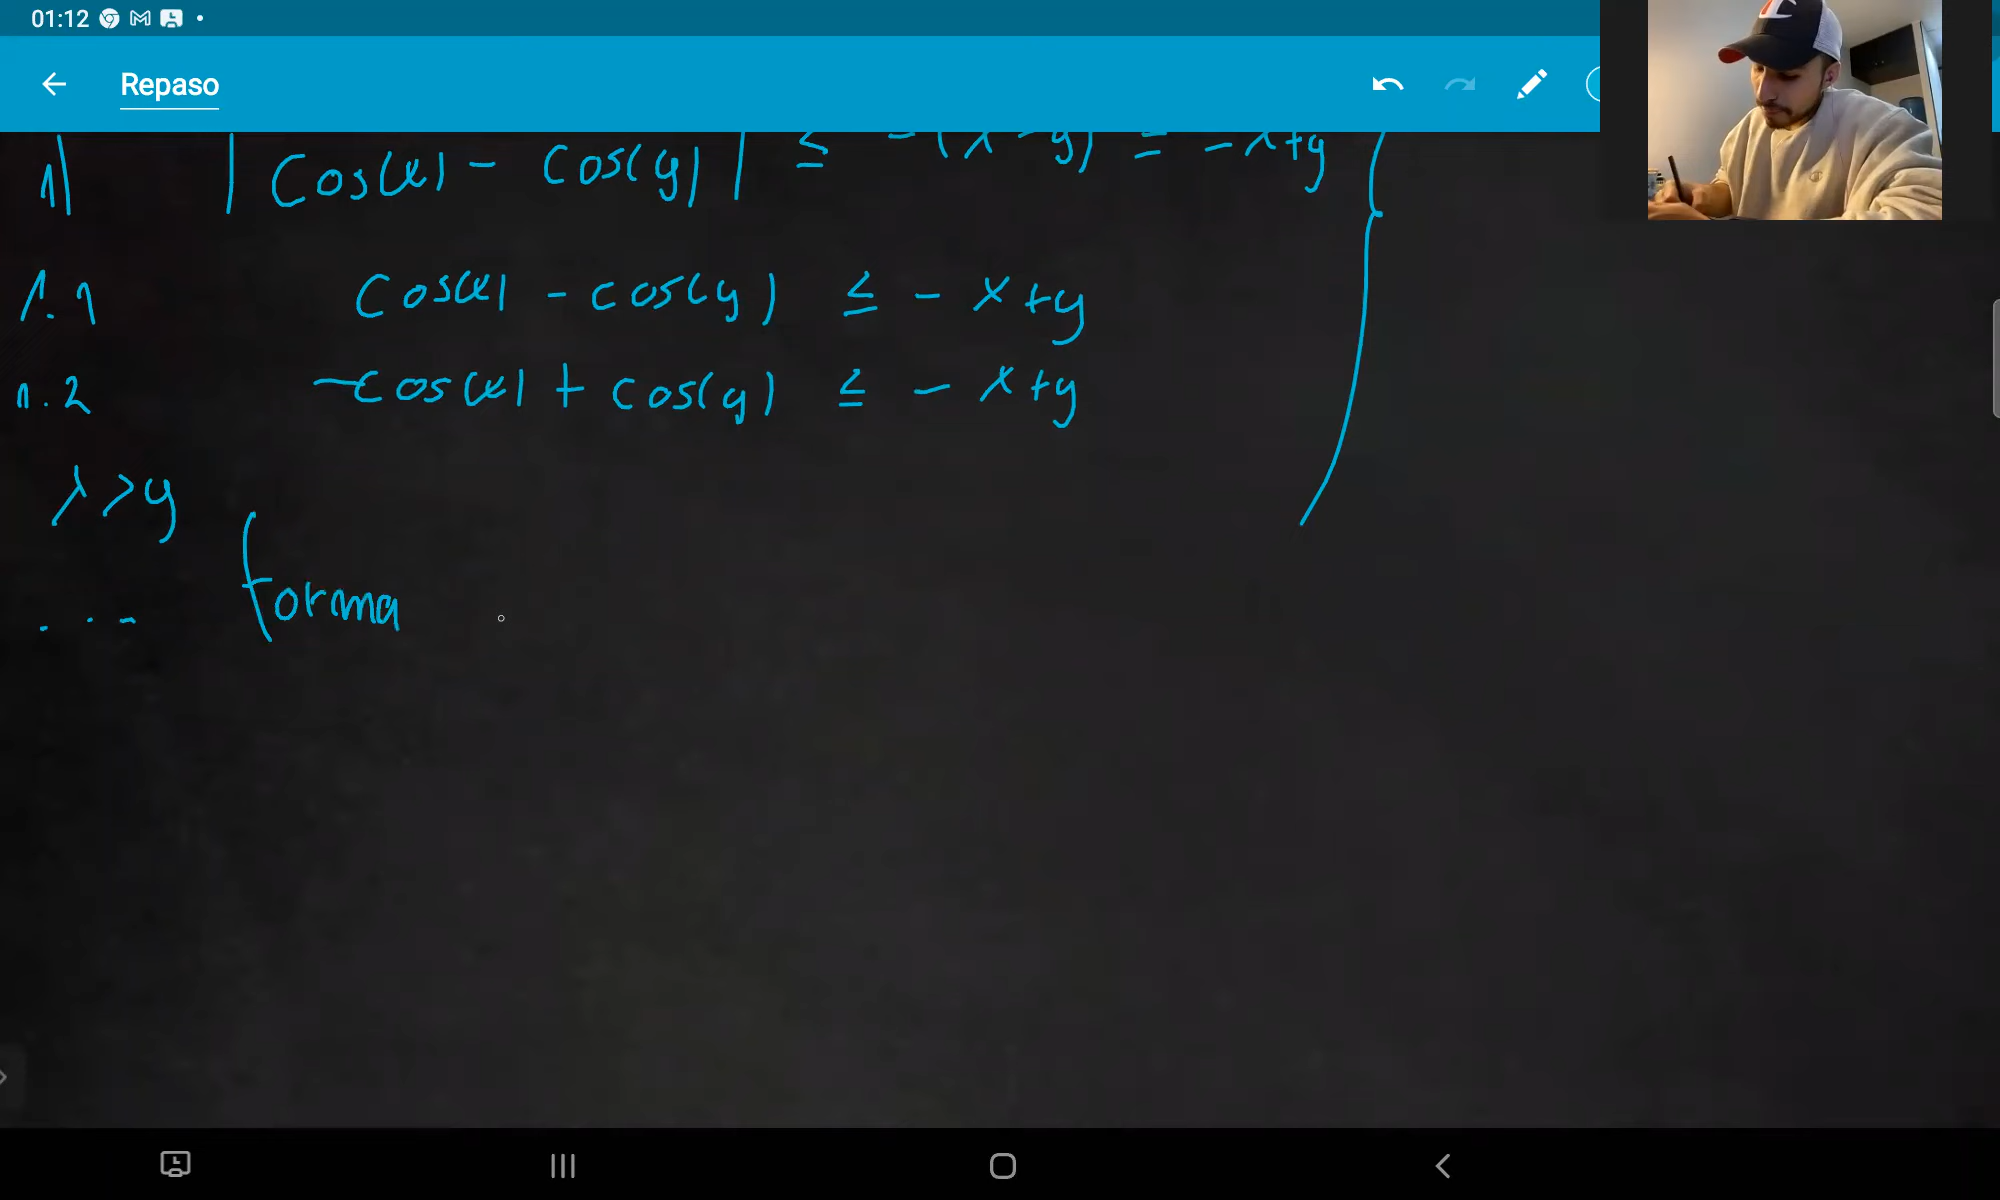 01:12
Repaso
1) |Cos(x) - Cos(y)| ≤ -(x-y) = -x+y
1.1 Cos(x) - cos(y) ≤ -x+y
1.2 -cos(x) + cos(y) ≤ -x+y
x>y
... forma